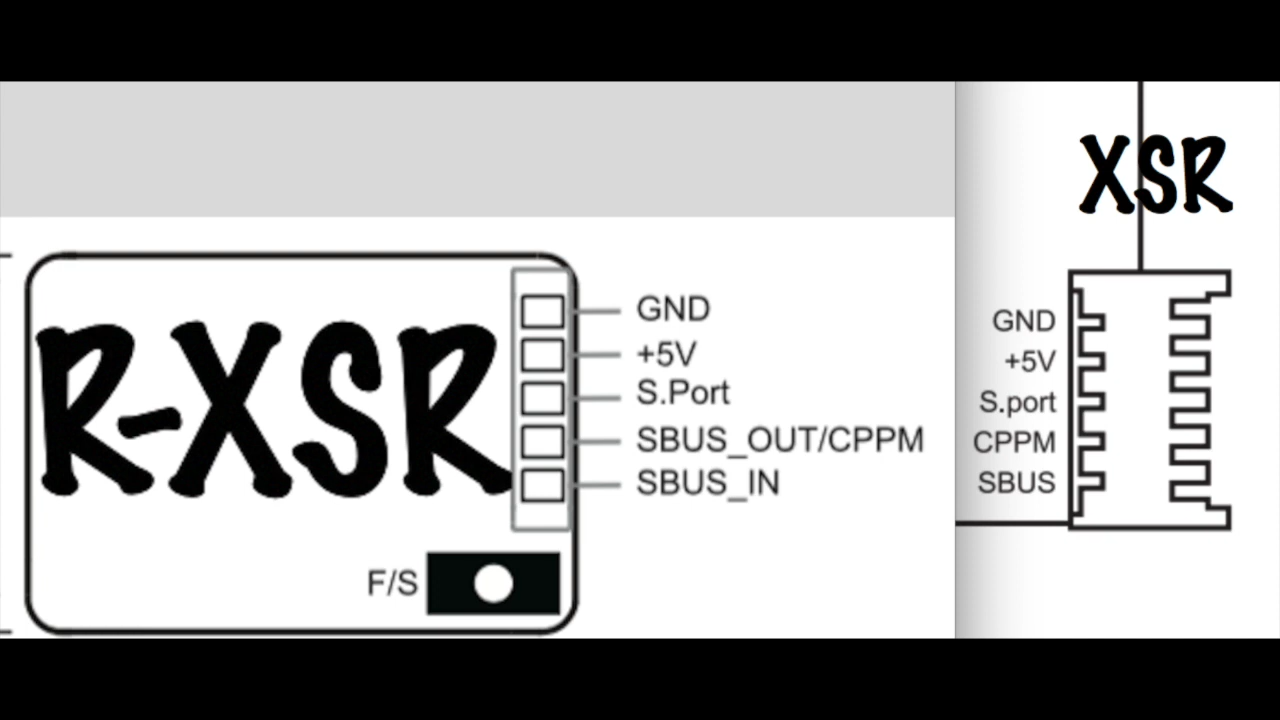 R-XSR
GND
+5V
S.Port
SBUS_OUT/CPPM
SBUS_IN
F/S
XSR
GND
+5V
S.port
CPPM
SBUS